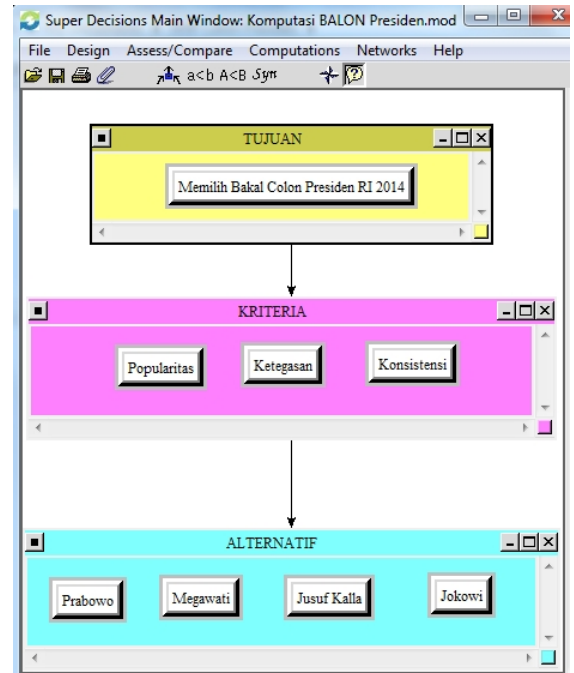 Super Decisions Main Window: Komputasi BALON Presiden.mod
File Design Assess/Compare Computations Networks Help
a<b A<B Syn
TUJUAN
Memilih Bakal Colon Presiden RI 2014
KRITERIA
Popularitas Ketegasan Konsistensi
ALTERNATIF
Prabowo Megawati Jusuf Kalla Jokowi